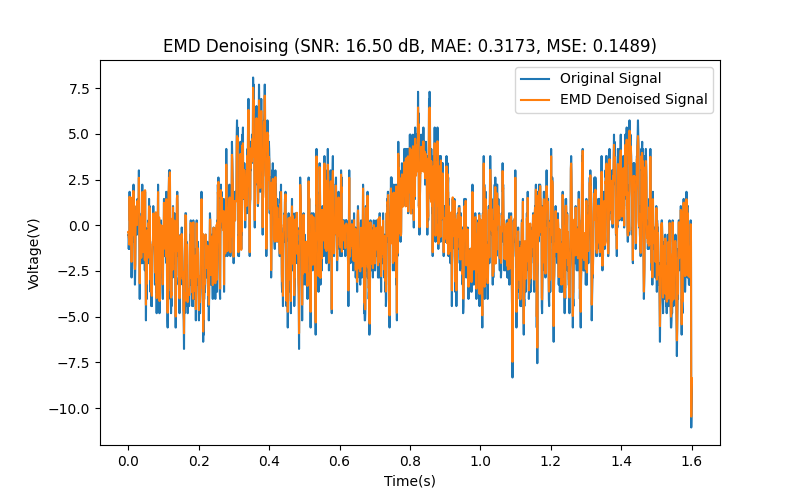 EMD Denoising (SNR: 16.50 dB, MAE: 0.3173, MSE: 0.1489)
Original Signal
EMD Denoised Signal
7.5
5.0
2.5
0.0
−2.5
−5.0
−7.5
−10.0
Voltage(V)
0.0 0.2 0.4 0.6 0.8 1.0 1.2 1.4 1.6
Time(s)